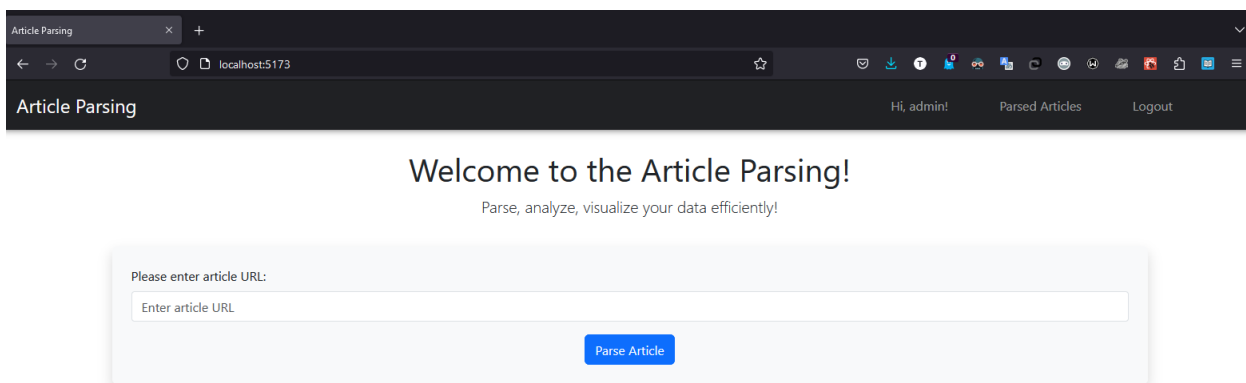 Article Parsing
localhost:5173
Article Parsing Hi, admin! Parsed Articles Logout
Welcome to the Article Parsing!
Parse, analyze, visualize your data efficiently!
Please enter article URL:
Enter article URL
Parse Article